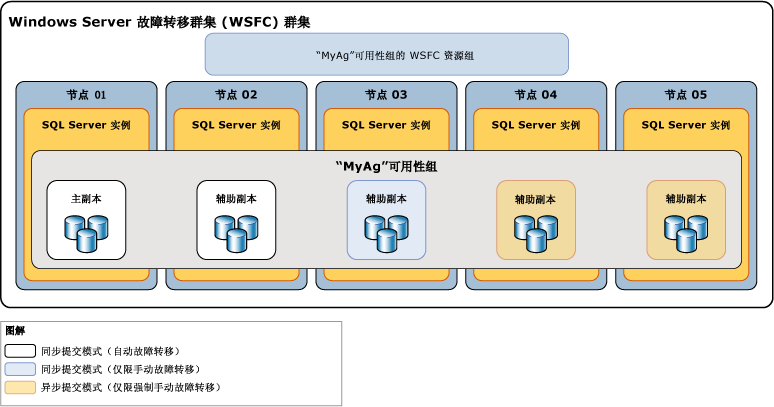 Windows Server 故障转移群集 (WSFC) 群集
“MyAg”可用性组的 WSFC 资源组
节点 01
节点 02
节点 03
节点 04
节点 05
SQL Server 实例
SQL Server 实例
SQL Server 实例
SQL Server 实例
SQL Server 实例
“MyAg”可用性组
主副本
辅助副本
辅助副本
辅助副本
辅助副本
图解
同步提交模式（自动故障转移）
同步提交模式（仅限手动故障转移）
异步提交模式（仅限强制手动故障转移）